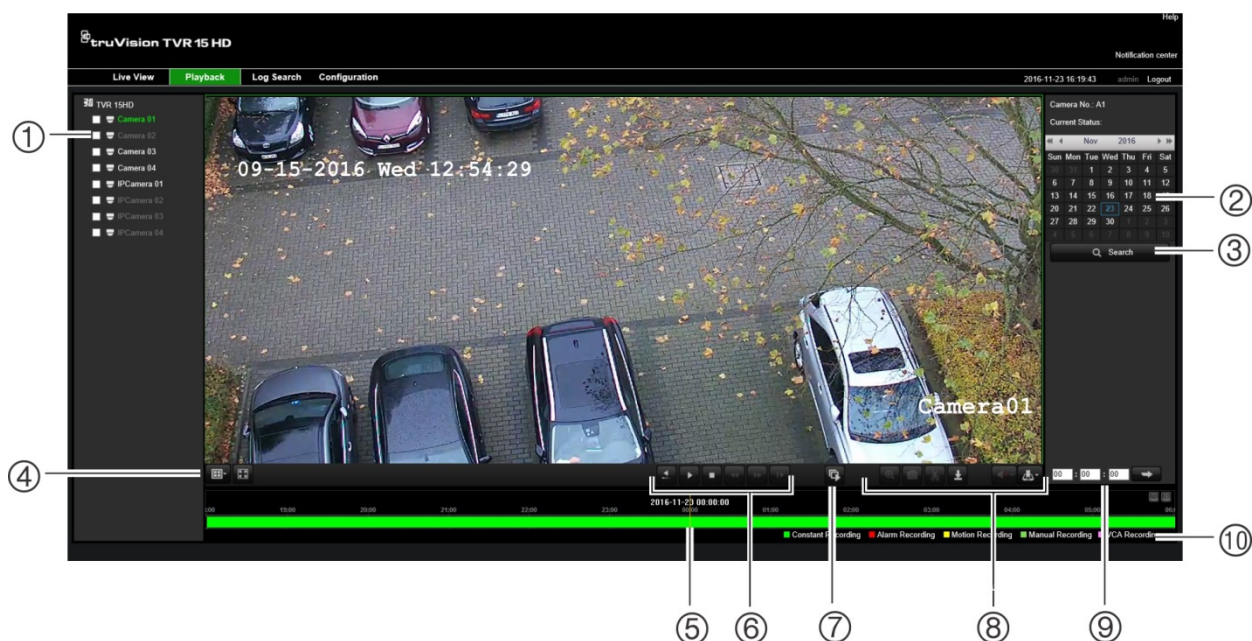 Help
truVision TVR 15 HD
Notification center
Live View Playback Log Search Configuration 2016-11-23 16:19:43 admin Logout
TVR 15HD
Camera 01
Camera 02
Camera 03
Camera 04
IPCamera 01
IPCamera 02
IPCamera 03
IPCamera 04
09-15-2016 Wed 12:54:29
Camera01
Camera No.: A1
Current Status:
Nov 2016
Sun Mon Tue Wed Thu Fri Sat
30 31 1 2 3 4 5
6 7 8 9 10 11 12
13 14 15 16 17 18
20 21 22 23 24 25 26
27 28 29 30 1 2 3
4 5 6 7 8 9 10
Search
00 : 00 : 00
2016-11-23 00:00:00
:00 19:00 20:00 21:00 22:00 23:00 00:00 01:00 02:00 03:00 04:00 05:00 06:
Constant Recording Alarm Recording Motion Recording Manual Recording VCA Recording
①
②
③
④
⑤ ⑥ ⑦ ⑧ ⑨
⑩